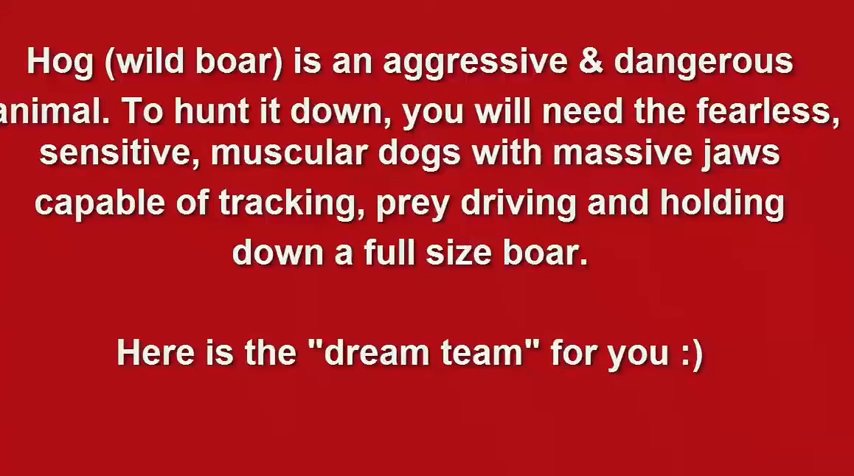 Hog (wild boar) is an aggressive & dangerous
animal. To hunt it down, you will need the fearless,
sensitive, muscular dogs with massive jaws
capable of tracking, prey driving and holding
down a full size boar.
Here is the "dream team" for you :)